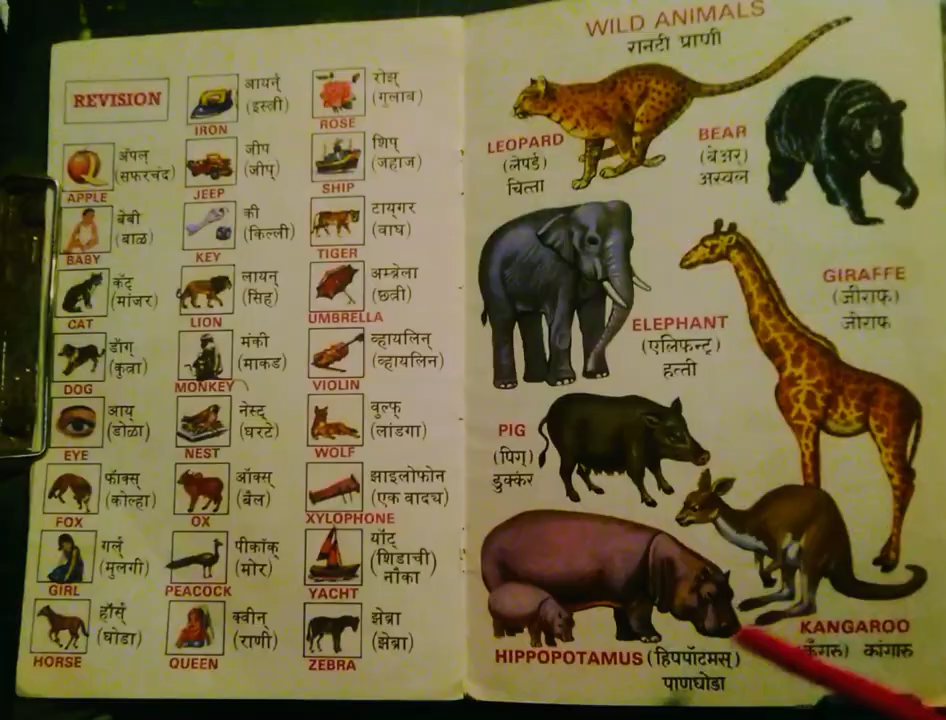 REVISION
आयर्न्
(इस्त्री)
IRON
रोझ्
(गुलाब)
ROSE
ॲपल्
(सफरचंद)
APPLE
जीप
(जीप्)
JEEP
शिप्
(जहाज)
SHIP
बेबी
(बाळ)
BABY
की
(किल्ली)
KEY
टायगर
(वाघ)
TIGER
कॅट्
(मांजर)
CAT
लायन्
(सिंह)
LION
अम्ब्रेला
(छत्री)
UMBRELLA
डॉग्
(कुत्रा)
DOG
मंकी
(माकड)
MONKEY
व्हायलिन्
(व्हायलिन)
VIOLIN
आय्
(डोळा)
EYE
नेस्ट्
(घरटे)
NEST
वुल्फ्
(लांडगा)
WOLF
फॉक्स्
(कोल्हा)
FOX
ऑक्स्
(बैल)
OX
झाइलोफोन
(एक वाद्य)
XYLOPHONE
गर्ल्
(मुलगी)
GIRL
पीकॉक्
(मोर)
PEACOCK
यॉट्
(शिडाची)
नौका)
YACHT
हॉर्स्
(घोडा)
HORSE
क्वीन्
(राणी)
QUEEN
झेब्रा
(झेब्रा)
ZEBRA
WILD ANIMALS
रानटी प्राणी
LEOPARD
(लेपर्ड)
चित्ता
BEAR
(बेअर्)
अस्वल
GIRAFFE
(जीराफ)
जीराफ
ELEPHANT
(एलिफन्ट्)
हत्ती
PIG
(पिग्)
डुक्कर
KANGAROO
(कँगारू) कांगारू
HIPPOPOTAMUS (हिपपॉटमस्)
पाणघोडा